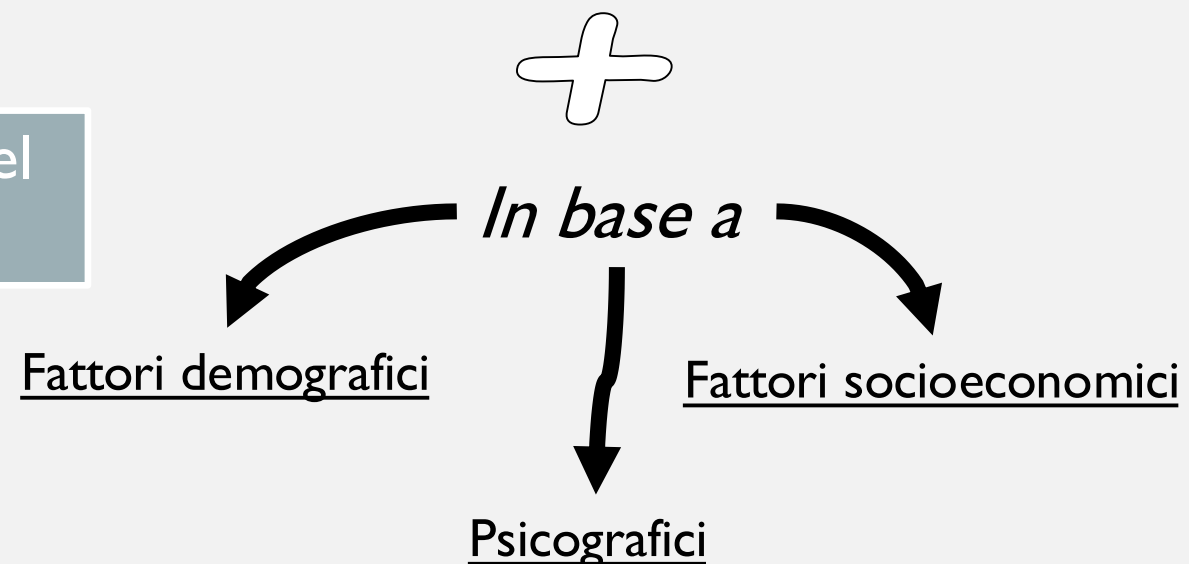 el
In base a
Fattori demografici
Fattori socioeconomici
Psicografici